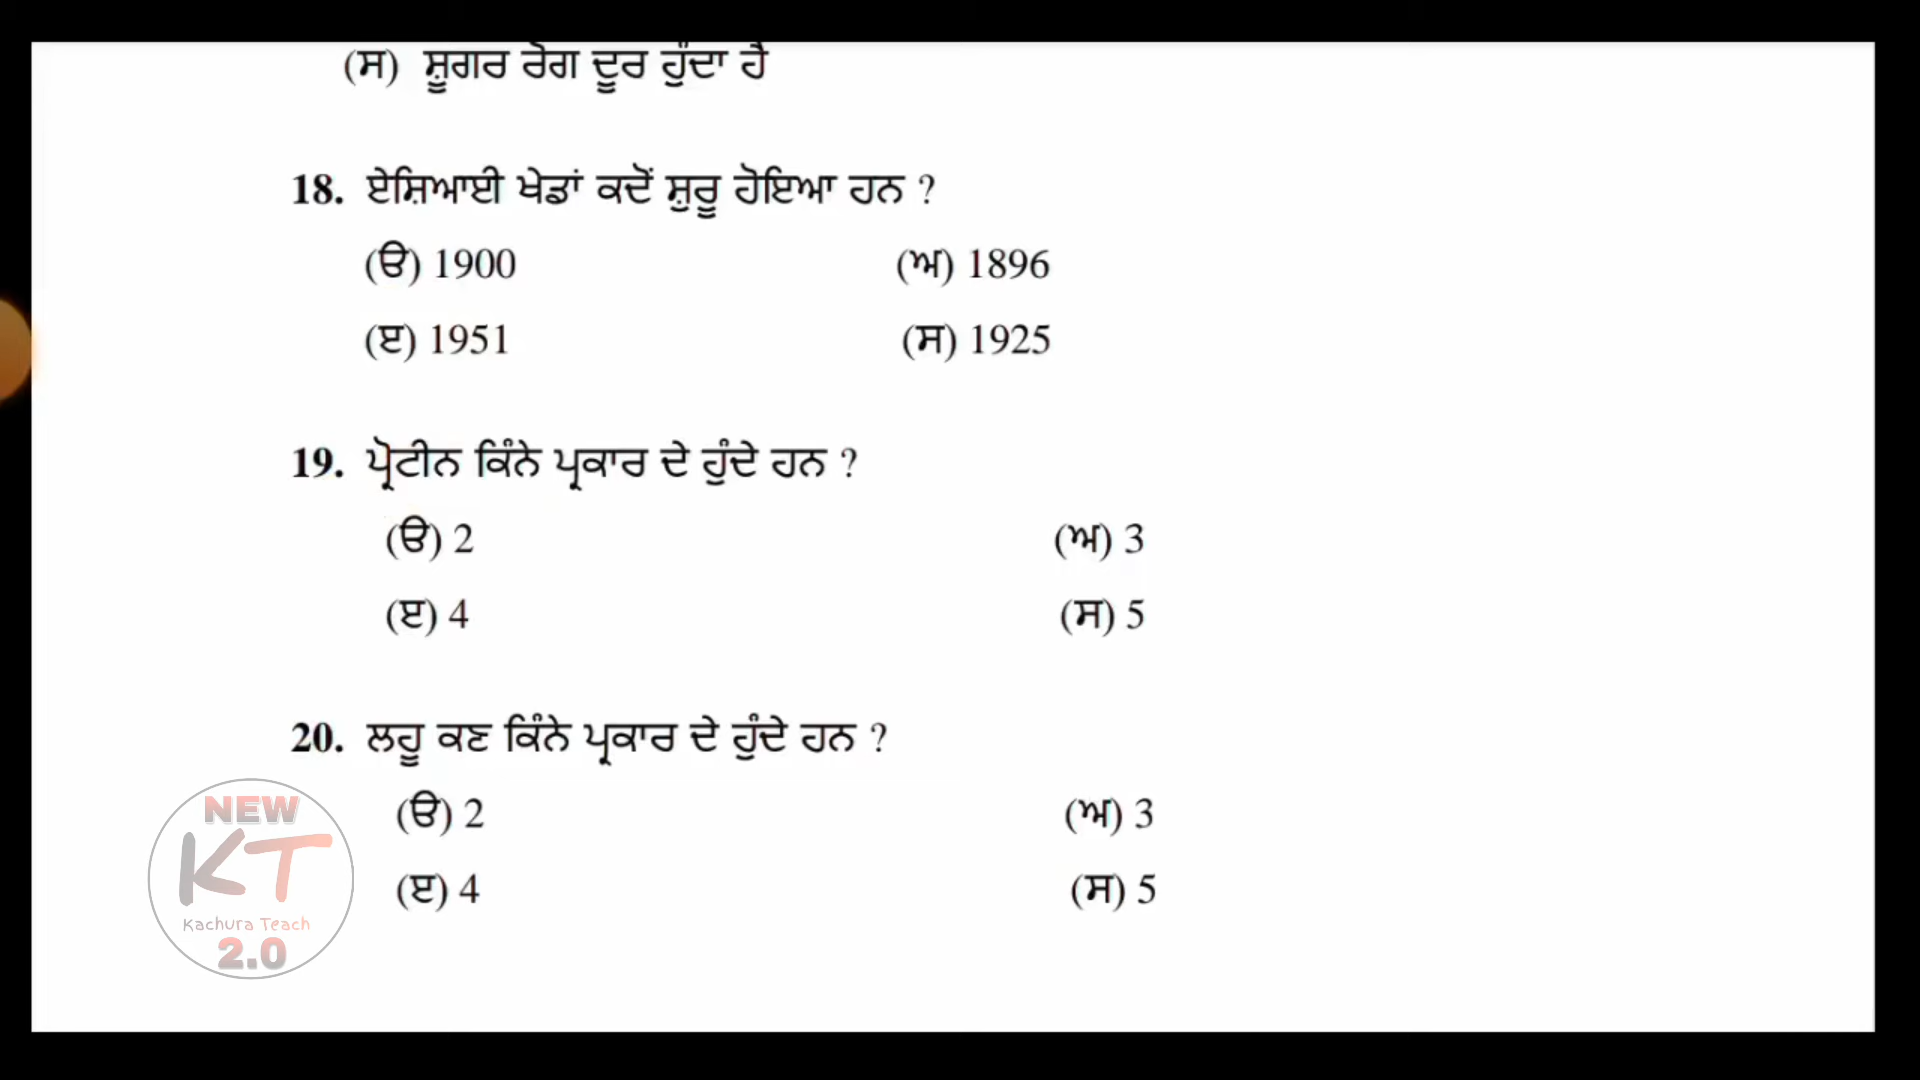 (ਸ) ਸ਼ੂਗਰ ਰੋਗ ਦੂਰ ਹੁੰਦਾ ਹੈ
18. ਏਸ਼ਿਆਈ ਖੇਡਾਂ ਕਦੋਂ ਸ਼ੁਰੂ ਹੋਇਆ ਹਨ ?
(ੳ) 1900 (ਅ) 1896
(ੲ) 1951 (ਸ) 1925
19. ਪ੍ਰੋਟੀਨ ਕਿੰਨੇ ਪ੍ਰਕਾਰ ਦੇ ਹੁੰਦੇ ਹਨ ?
(ੳ) 2 (ਅ) 3
(ੲ) 4 (ਸ) 5
20. ਲਹੂ ਕਣ ਕਿੰਨੇ ਪ੍ਰਕਾਰ ਦੇ ਹੁੰਦੇ ਹਨ ?
(ੳ) 2 (ਅ) 3
(ੲ) 4 (ਸ) 5
NEW
KT
Kachura Teach
2.0